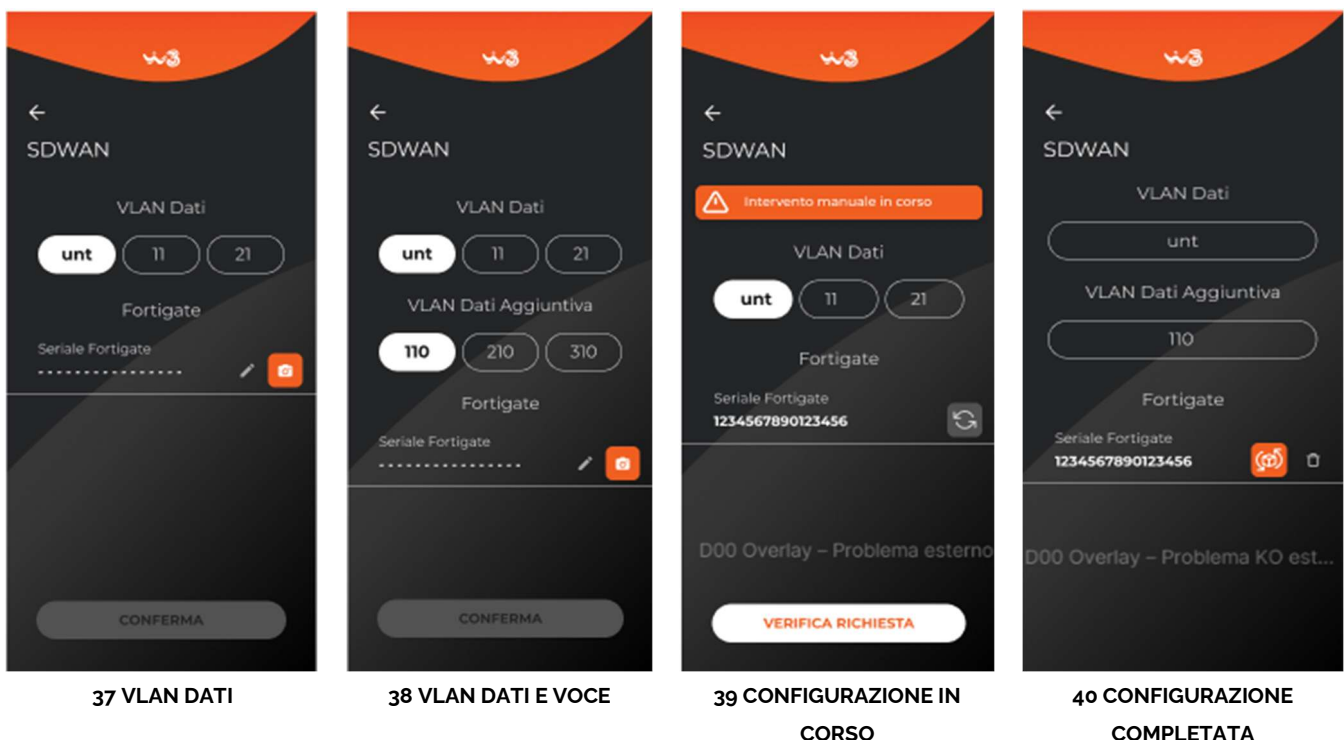 W3
SDWAN
VLAN Dati
unt 11 21
Fortigate
Seriale Fortigate
- - - - - - - - - - - - - - - -
CONFERMA
37 VLAN DATI
W3
SDWAN
VLAN Dati
unt 11 21
VLAN Dati Aggiuntiva
110 210 310
Fortigate
Seriale Fortigate
- - - - - - - - - - - - - - - -
CONFERMA
38 VLAN DATI E VOCE
W3
SDWAN
Intervento manuale in corso
VLAN Dati
unt 11 21
Fortigate
Seriale Fortigate
1234567890123456
D00 Overlay – Problema esterno
VERIFICA RICHIESTA
39 CONFIGURAZIONE IN
CORSO
W3
SDWAN
VLAN Dati
unt
VLAN Dati Aggiuntiva
110
Fortigate
Seriale Fortigate
1234567890123456
D00 Overlay – Problema KO est...
40 CONFIGURAZIONE
COMPLETATA